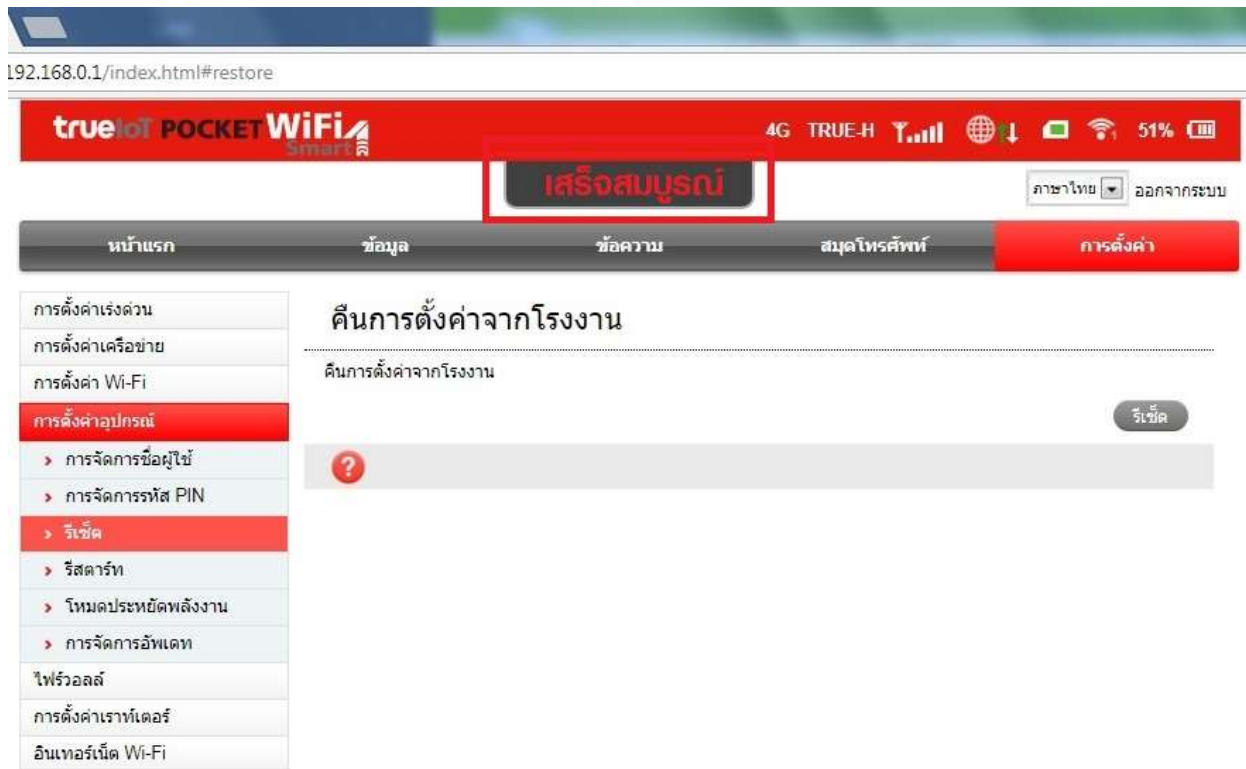 192.168.0.1/index.html#restore
trueIoT POCKET WiFi 4G
Smart
4G TRUE-H 1 51%
เสร็จสมบูรณ์
ภาษาไทย ออกจากระบบ
หน้าแรก ข้อมูล ข้อความ สมุดโทรศัพท์ การตั้งค่า
การตั้งค่าเร่งด่วน
การตั้งค่าเครือข่าย
การตั้งค่า Wi-Fi
การตั้งค่าอุปกรณ์
การจัดการชื่อผู้ใช้
การจัดการรหัส PIN
รีเซ็ต
รีสตาร์ท
โหมดประหยัดพลังงาน
การจัดการอัพเดท
ไฟร์วอลล์
การตั้งค่าเราท์เตอร์
อินเทอร์เน็ต Wi-Fi
คืนการตั้งค่าจากโรงงาน
คืนการตั้งค่าจากโรงงาน
รีเซ็ต
?